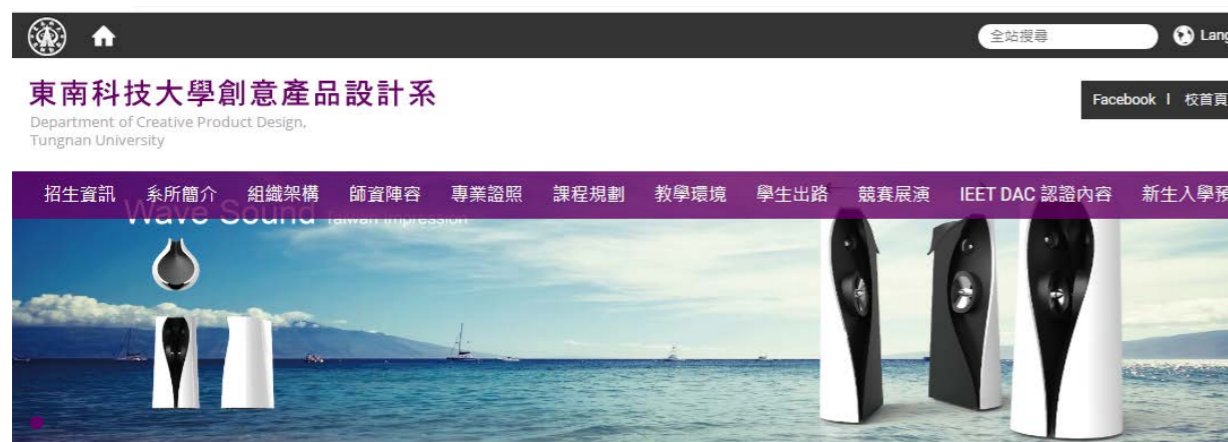 全站搜尋
Lang
東南科技大學創意產品設計系
Department of Creative Product Design,
Tungnan University
Facebook | 校首頁
招生資訊 系所簡介 組織架構 師資陣容 專業證照 課程規劃 教學環境 學生出路 競賽展演 IEET DAC 認證內容 新生入學預
Wave Sound Taiwan Impression